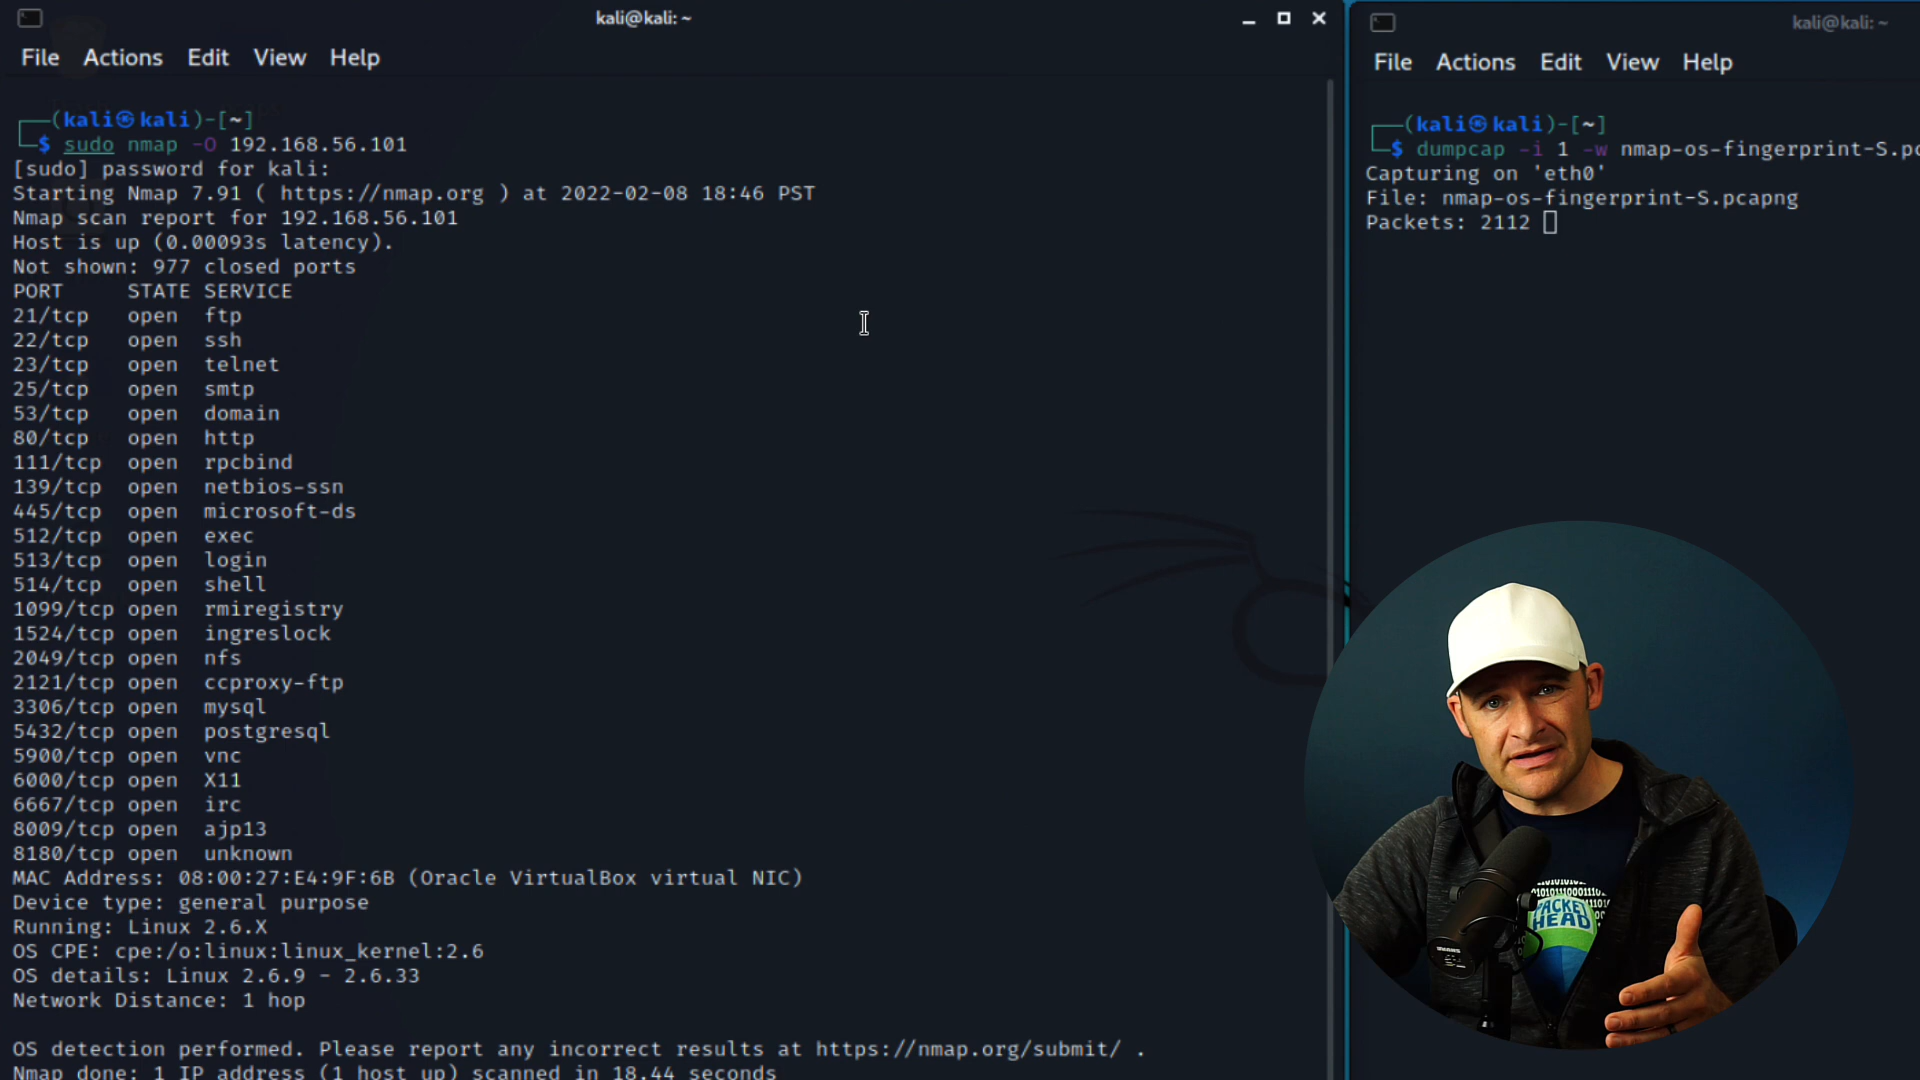 kali@kali: ~
File Actions Edit View Help
(kali㉿kali)-[~]
$ sudo nmap -O 192.168.56.101
[sudo] password for kali:
Starting Nmap 7.91 ( https://nmap.org ) at 2022-02-08 18:46 PST
Nmap scan report for 192.168.56.101
Host is up (0.00093s latency).
Not shown: 977 closed ports
PORT STATE SERVICE
21/tcp open ftp
22/tcp open ssh
23/tcp open telnet
25/tcp open smtp
53/tcp open domain
80/tcp open http
111/tcp open rpcbind
139/tcp open netbios-ssn
445/tcp open microsoft-ds
512/tcp open exec
513/tcp open login
514/tcp open shell
1099/tcp open rmiregistry
1524/tcp open ingreslock
2049/tcp open nfs
2121/tcp open ccproxy-ftp
3306/tcp open mysql
5432/tcp open postgresql
5900/tcp open vnc
6000/tcp open X11
6667/tcp open irc
8009/tcp open ajp13
8180/tcp open unknown
MAC Address: 08:00:27:E4:9F:6B (Oracle VirtualBox virtual NIC)
Device type: general purpose
Running: Linux 2.6.X
OS CPE: cpe:/o:linux:linux_kernel:2.6
OS details: Linux 2.6.9 - 2.6.33
Network Distance: 1 hop
OS detection performed. Please report any incorrect results at https://nmap.org/submit/ .
Nmap done: 1 IP address (1 host up) scanned in 18.44 seconds
kali@kali: ~
File Actions Edit View Help
(kali㉿kali)-[~]
$ dumpcap -i 1 -w nmap-os-fingerprint-S.pc
Capturing on 'eth0'
File: nmap-os-fingerprint-S.pcapng
Packets: 2112
PACKET
HEAD